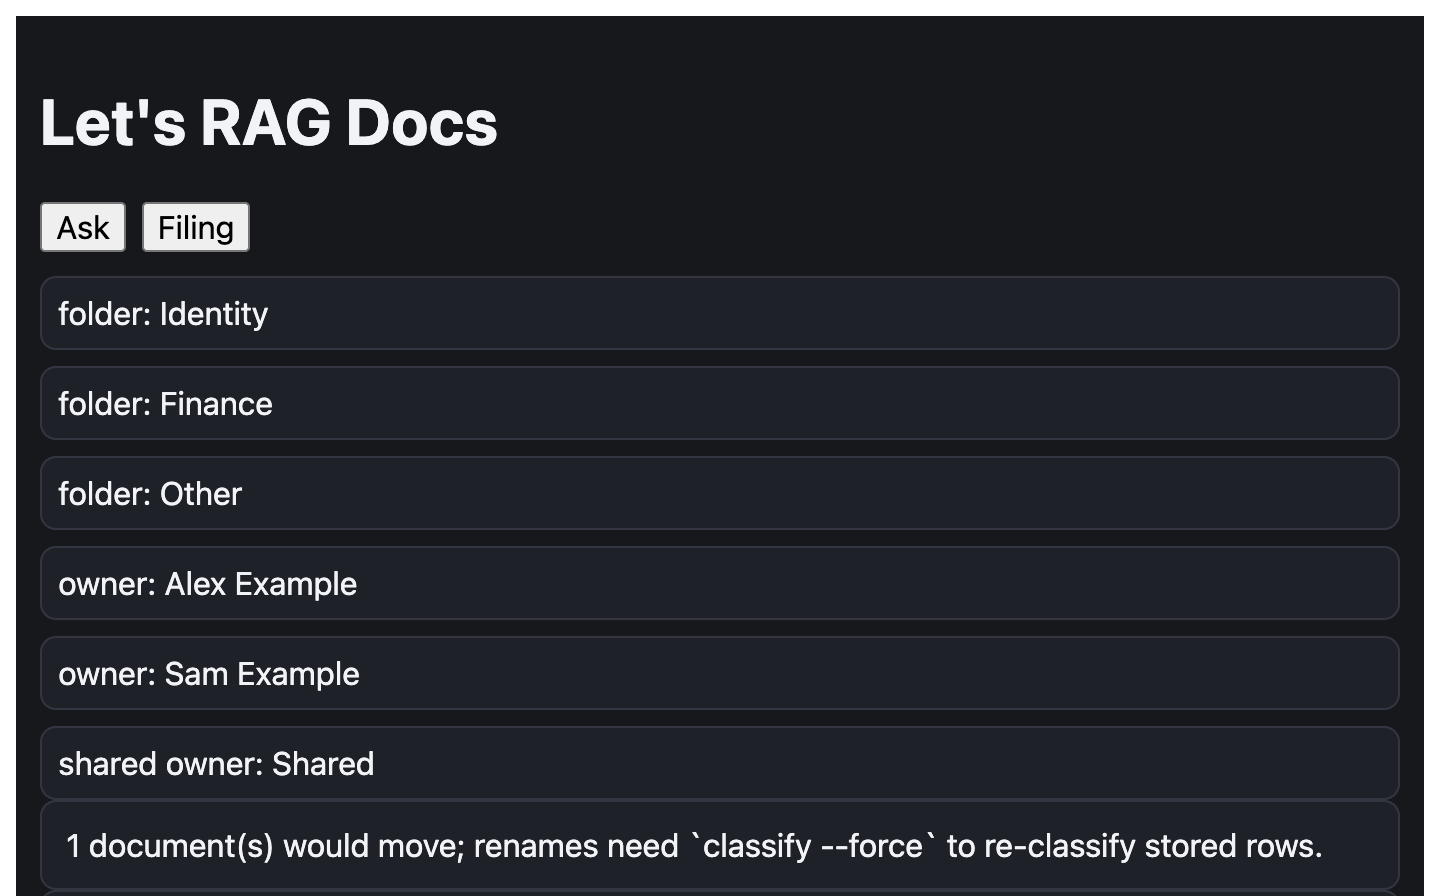 Let's RAG Docs
Ask Filing
folder: Identity
folder: Finance
folder: Other
owner: Alex Example
owner: Sam Example
shared owner: Shared
1 document(s) would move; renames need `classify --force` to re-classify stored rows.